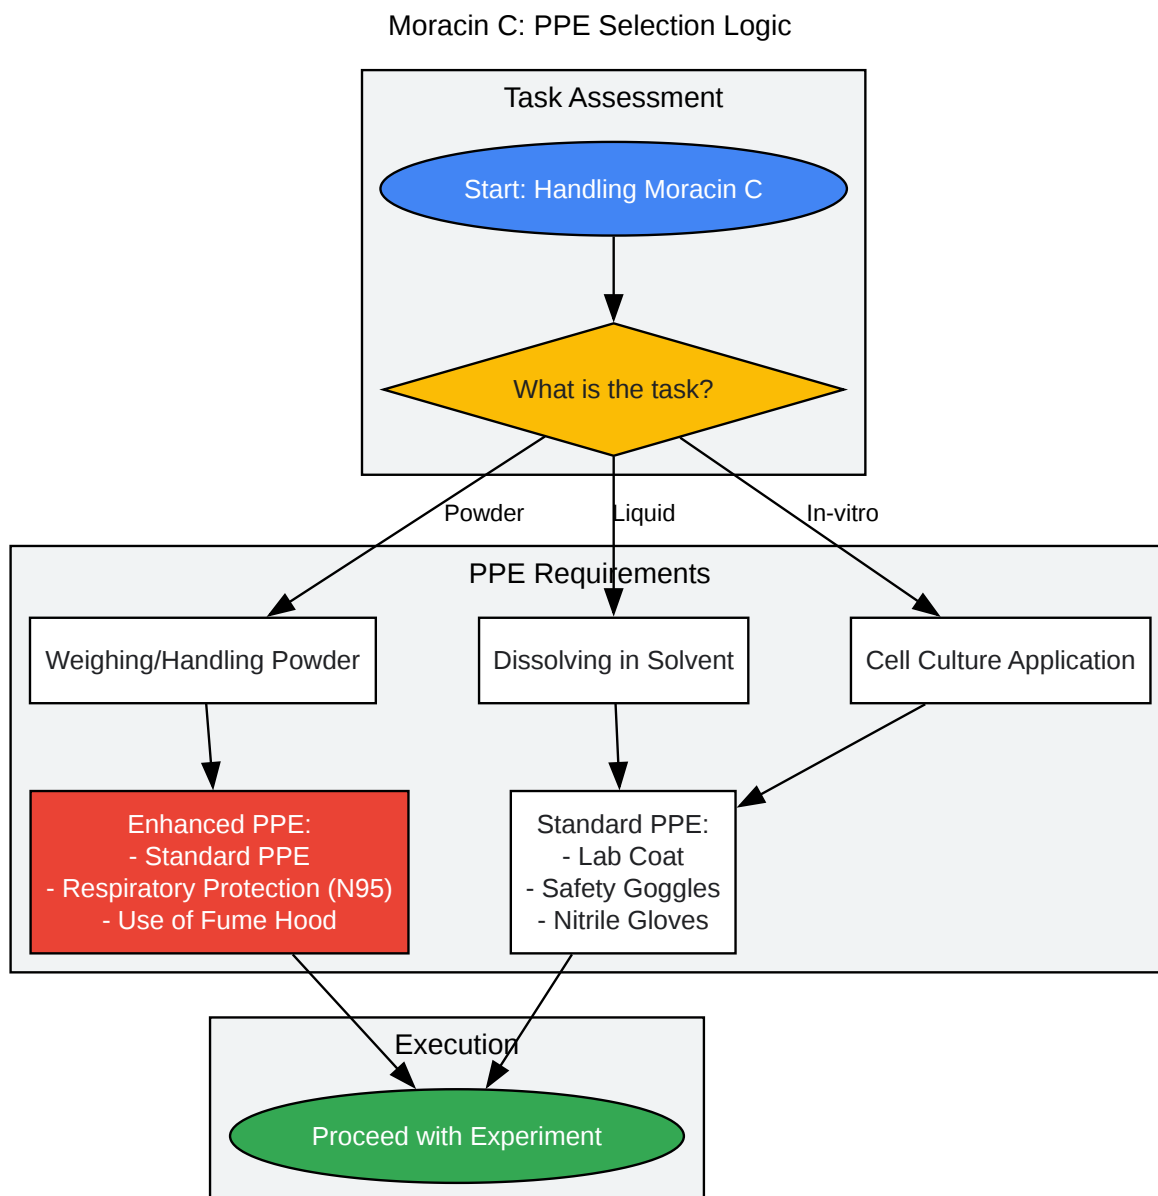 Moracin C: PPE Selection Logic
Task Assessment
Start: Handling Moracin C
What is the task?
Powder
Liquid
In-vitro
PPE Requirements
Weighing/Handling Powder
Dissolving in Solvent
Cell Culture Application
Enhanced PPE:
- Standard PPE
- Respiratory Protection (N95)
- Use of Fume Hood
Standard PPE:
- Lab Coat
- Safety Goggles
- Nitrile Gloves
Execution
Proceed with Experiment